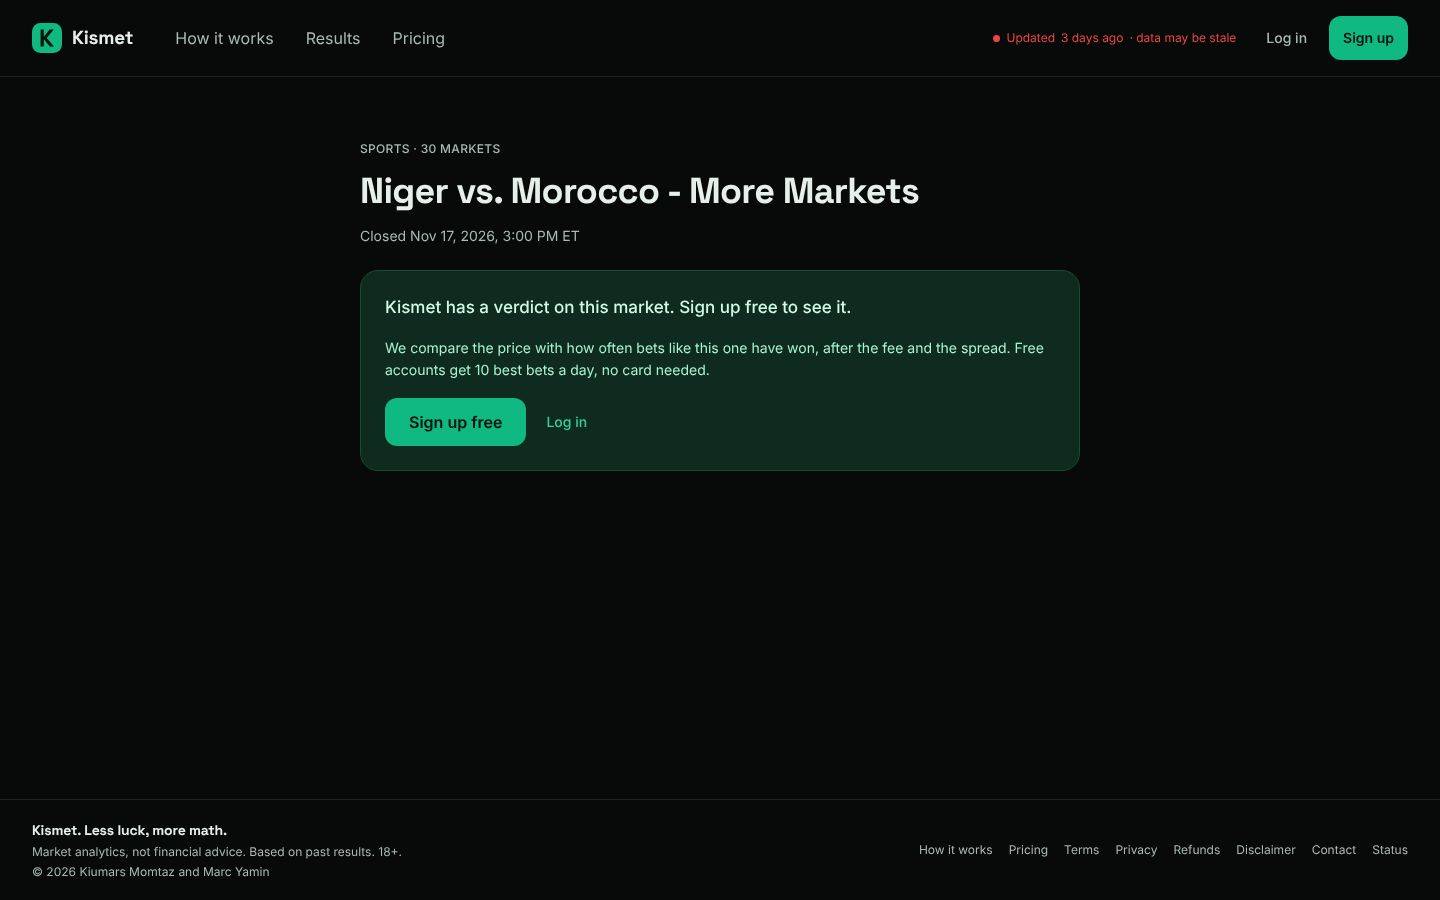 K Kismet How it works Results Pricing Updated 3 days ago · data may be stale Log in Sign up
SPORTS · 30 MARKETS
Niger vs. Morocco - More Markets
Closed Nov 17, 2026, 3:00 PM ET
Kismet has a verdict on this market. Sign up free to see it.
We compare the price with how often bets like this one have won, after the fee and the spread. Free
accounts get 10 best bets a day, no card needed.
Sign up free Log in
Kismet. Less luck, more math.
Market analytics, not financial advice. Based on past results. 18+.
© 2026 Kiumars Momtaz and Marc Yamin
How it works Pricing Terms Privacy Refunds Disclaimer Contact Status